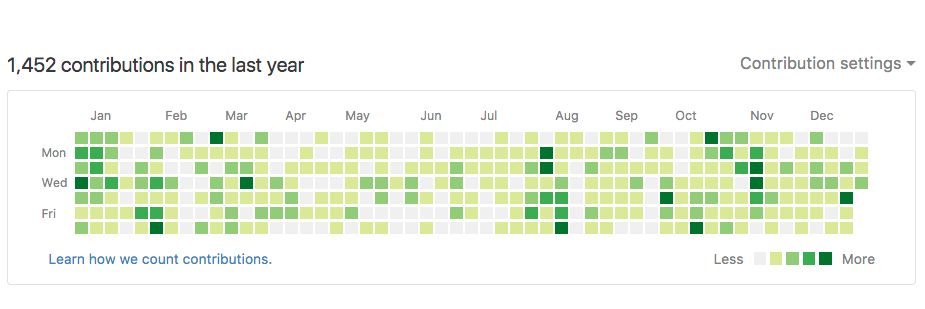 1,452 contributions in the last year
Contribution settings
Jan Feb Mar Apr May Jun Jul Aug Sep Oct Nov Dec
Mon
Wed
Fri
Learn how we count contributions.
Less More